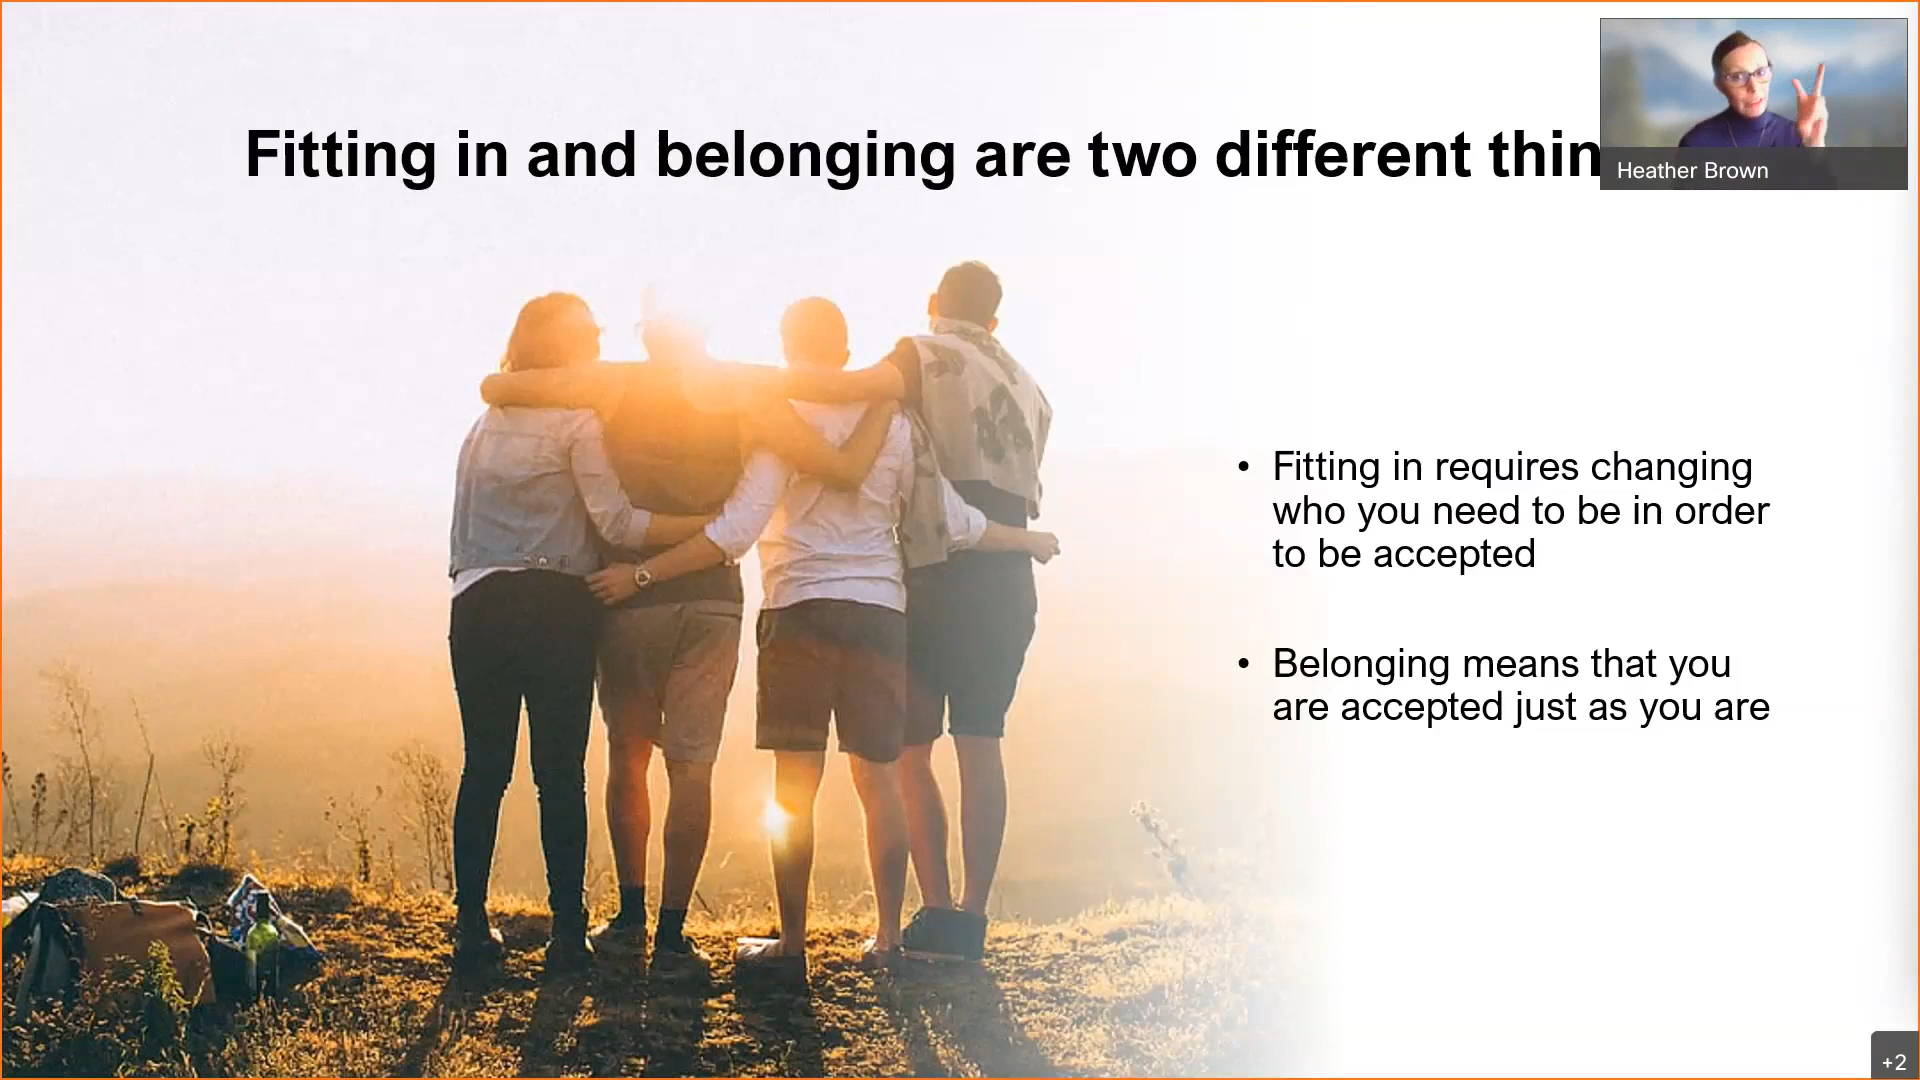 Fitting in and belonging are two different thin
Heather Brown
• Fitting in requires changing
who you need to be in order
to be accepted
• Belonging means that you
are accepted just as you are
+2